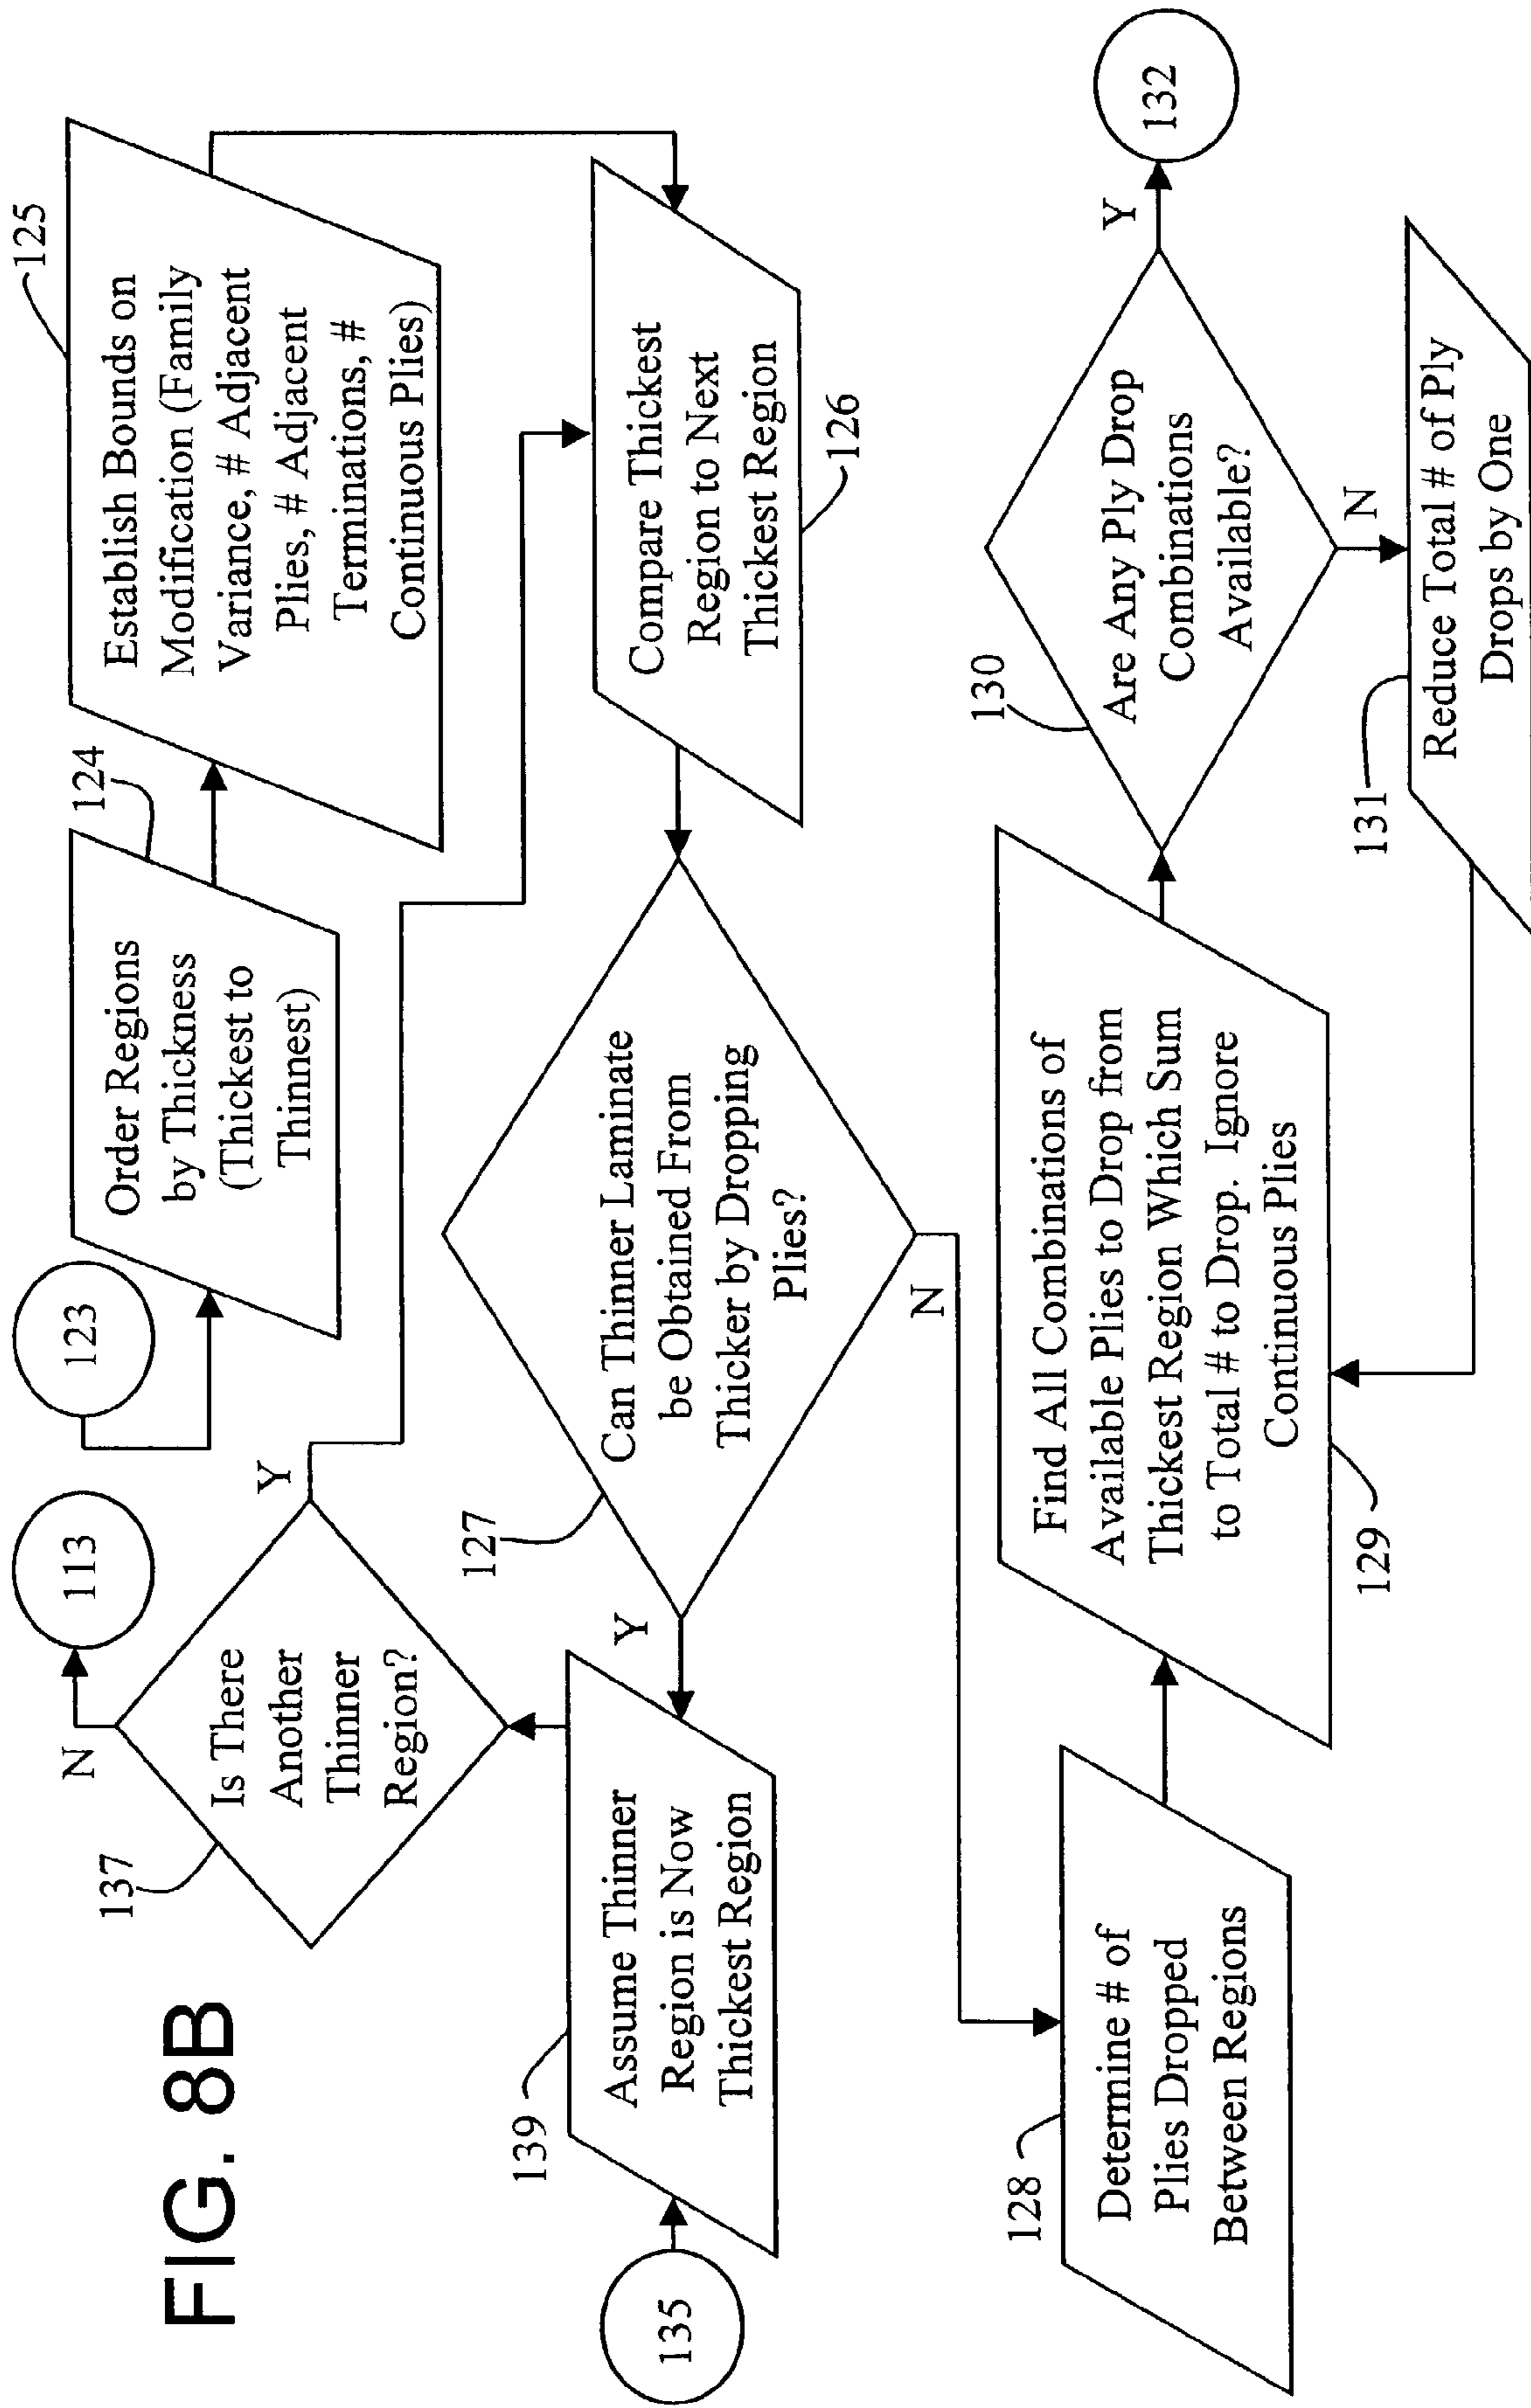 FIG. 8B
113
123
124
125
N
137
Is There
Another
Thinner
Region?
Y
Order Regions
by Thickness
(Thickest to
Thinnest)
Establish Bounds on
Modification (Family
Variance, # Adjacent
Plies, # Adjacent
Terminations, #
Continuous Plies)
135
139
Assume Thinner
Region is Now
Thickest Region
Y
127
Can Thinner Laminate
be Obtained From
Thicker by Dropping
Plies?
N
Compare Thickest
Region to Next
Thickest Region
126
128
Determine # of
Plies Dropped
Between Regions
Find All Combinations of
Available Plies to Drop from
Thickest Region Which Sum
to Total # to Drop. Ignore
Continuous Plies
129
130
Are Any Ply Drop
Combinations
Available?
Y
132
N
131
Reduce Total # of Ply
Drops by One